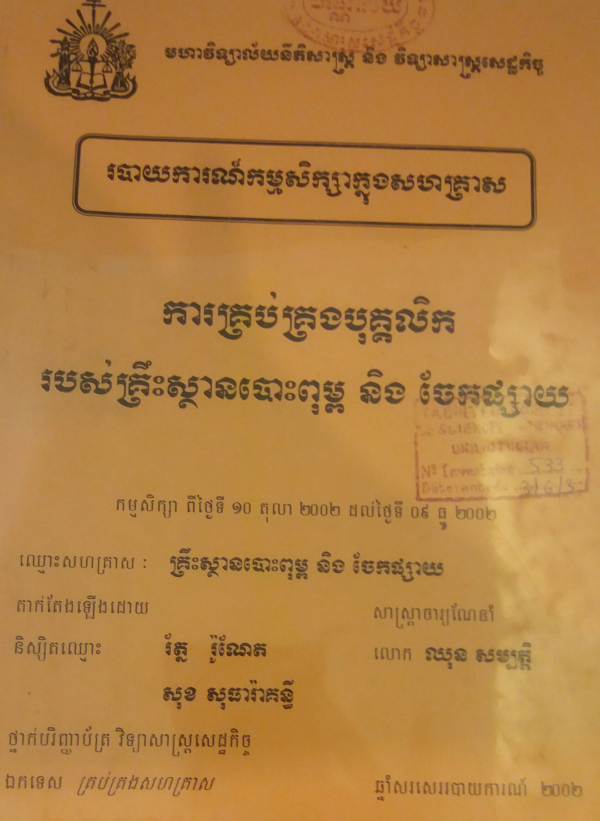 មហាវិទ្យាល័យនីតិសាស្ត្រ និង វិទ្យាសាស្ត្រសេដ្ឋកិច្ច
របាយការណ៍កម្មសិក្សាក្នុងសហគ្រាស
ការគ្រប់គ្រងបុគ្គលិក
របស់គ្រឹះស្ថានបោះពុម្ព និង ចែកផ្សាយ
N° Inventaire 533
កម្មសិក្សា ពីថ្ងៃទី ១០ តុលា ២០០២ ដល់ថ្ងៃទី ០៩ ធ្នូ ២០០២
ឈ្មោះសហគ្រាស : គ្រឹះស្ថានបោះពុម្ព និង ចែកផ្សាយ
តាក់តែងឡើងដោយ សាស្ត្រាចារ្យណែនាំ
និស្សិតឈ្មោះ រ័ត្ន រ៉ូណែត លោក ឈុន សម្បត្តិ
សុខ សុធារ៉ាគន្ធី
ថ្នាក់បរិញ្ញាប័ត្រ វិទ្យាសាស្ត្រសេដ្ឋកិច្ច
ឯកទេស គ្រប់គ្រងសហគ្រាស ឆ្នាំសរសេររបាយការណ៍ ២០០២